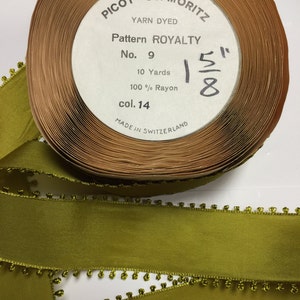 PICOT
MORITZ
YARN DYED
Pattern ROYALTY
No. 9
10 Yards
100 % Rayon
col. 14
MADE IN SWITZERLAND
1 5/8"